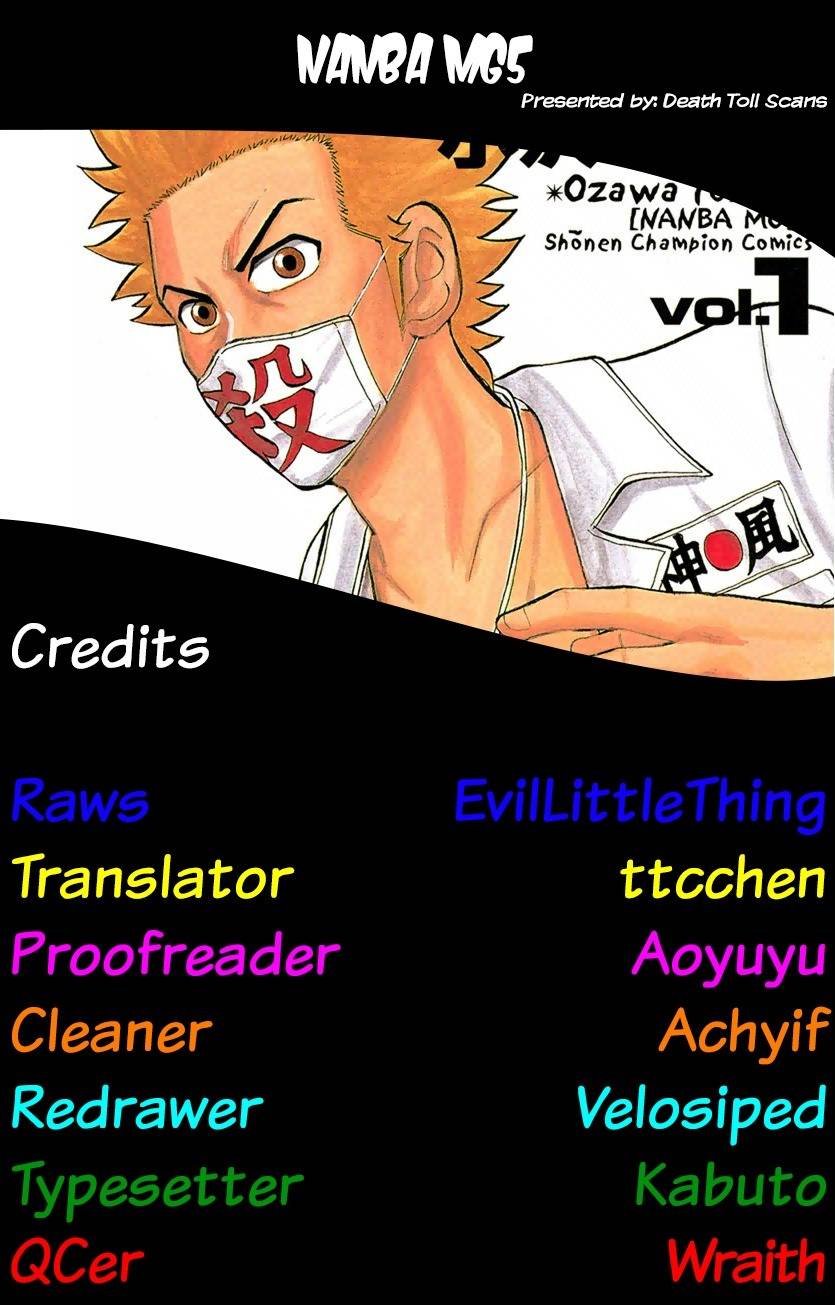 NANBA MG5
Presented by: Death Toll Scans
*Ozawa
[NANBA
Shōnen Champion Comics
vol.1
殺
神●風
Credits
Raws EvilLittleThing
Translator ttcchen
Proofreader Aoyuyu
Cleaner Achyif
Redrawer Velosiped
Typesetter Kabuto
QCer Wraith